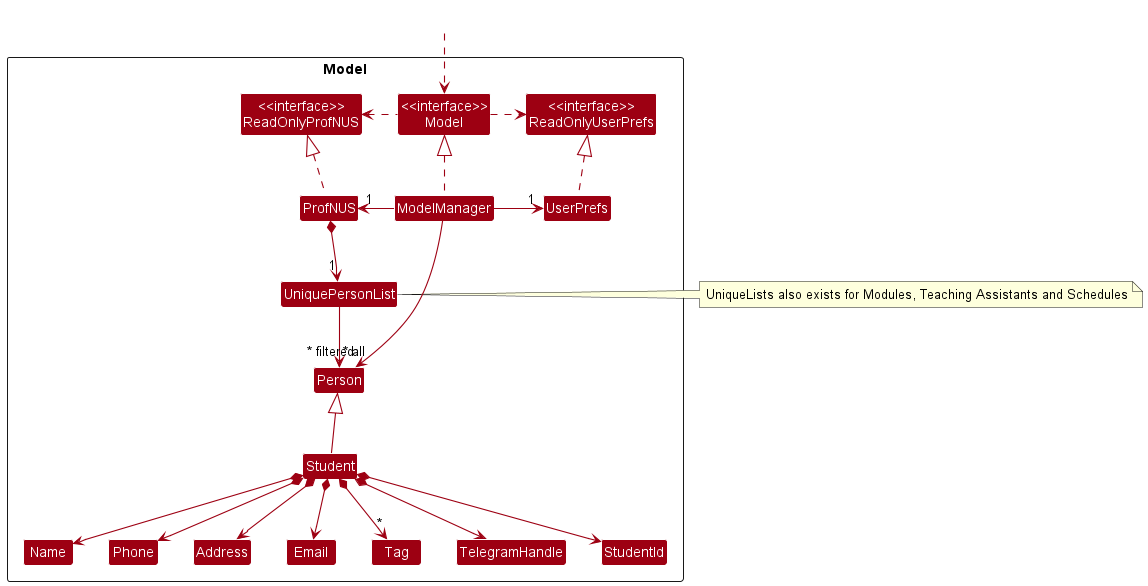 Model
<<interface>>
ReadOnlyProfNUS
<<interface>>
Model
<<interface>>
ReadOnlyUserPrefs
ProfNUS
1
ModelManager
1
UserPrefs
1
UniquePersonList
UniqueLists also exists for Modules, Teaching Assistants and Schedules
* filtered
* all
Person
Student
*
Name
Phone
Address
Email
Tag
TelegramHandle
StudentId